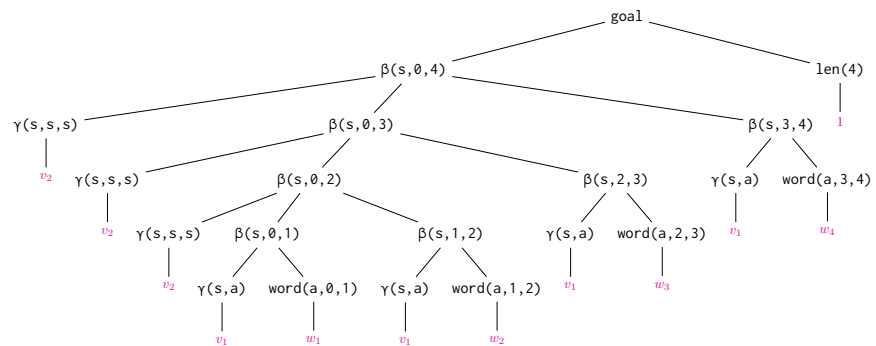 goal
β(s,0,4) len(4)
γ(s,s,s) β(s,0,3) β(s,3,4) 1
v₂ γ(s,s,s) β(s,0,2) β(s,2,3) γ(s,a) word(a,3,4)
v₂ γ(s,s,s) β(s,0,1) β(s,1,2) γ(s,a) word(a,2,3) v₁ w₄
v₂ γ(s,a) word(a,0,1) γ(s,a) word(a,1,2) v₁ w₃
v₁ w₁ v₁ w₂